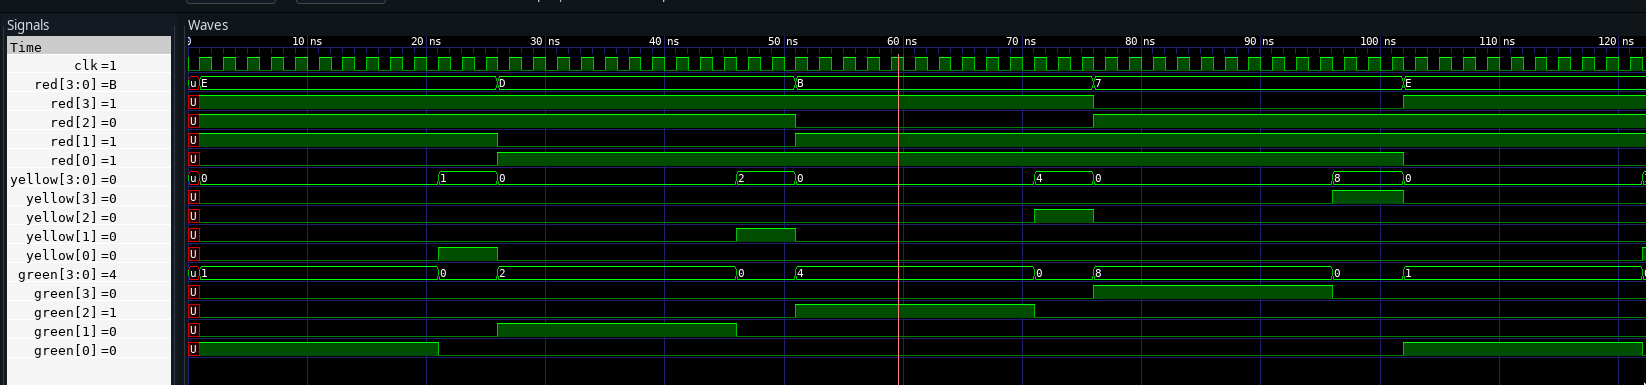 Signals Waves
Time 0 10 ns 20 ns 30 ns 40 ns 50 ns 60 ns 70 ns 80 ns 90 ns 100 ns 110 ns 120 ns
clk=1
red[3:0]=B u E D B 7 E
red[3]=1 U
red[2]=0 U
red[1]=1 U
red[0]=1 U
yellow[3:0]=0 u 0 1 0 2 0 4 0 8 0
yellow[3]=0 U
yellow[2]=0 U
yellow[1]=0 U
yellow[0]=0 U
green[3:0]=4 u 1 0 2 0 4 0 8 0 1
green[3]=0 U
green[2]=1 U
green[1]=0 U
green[0]=0 U